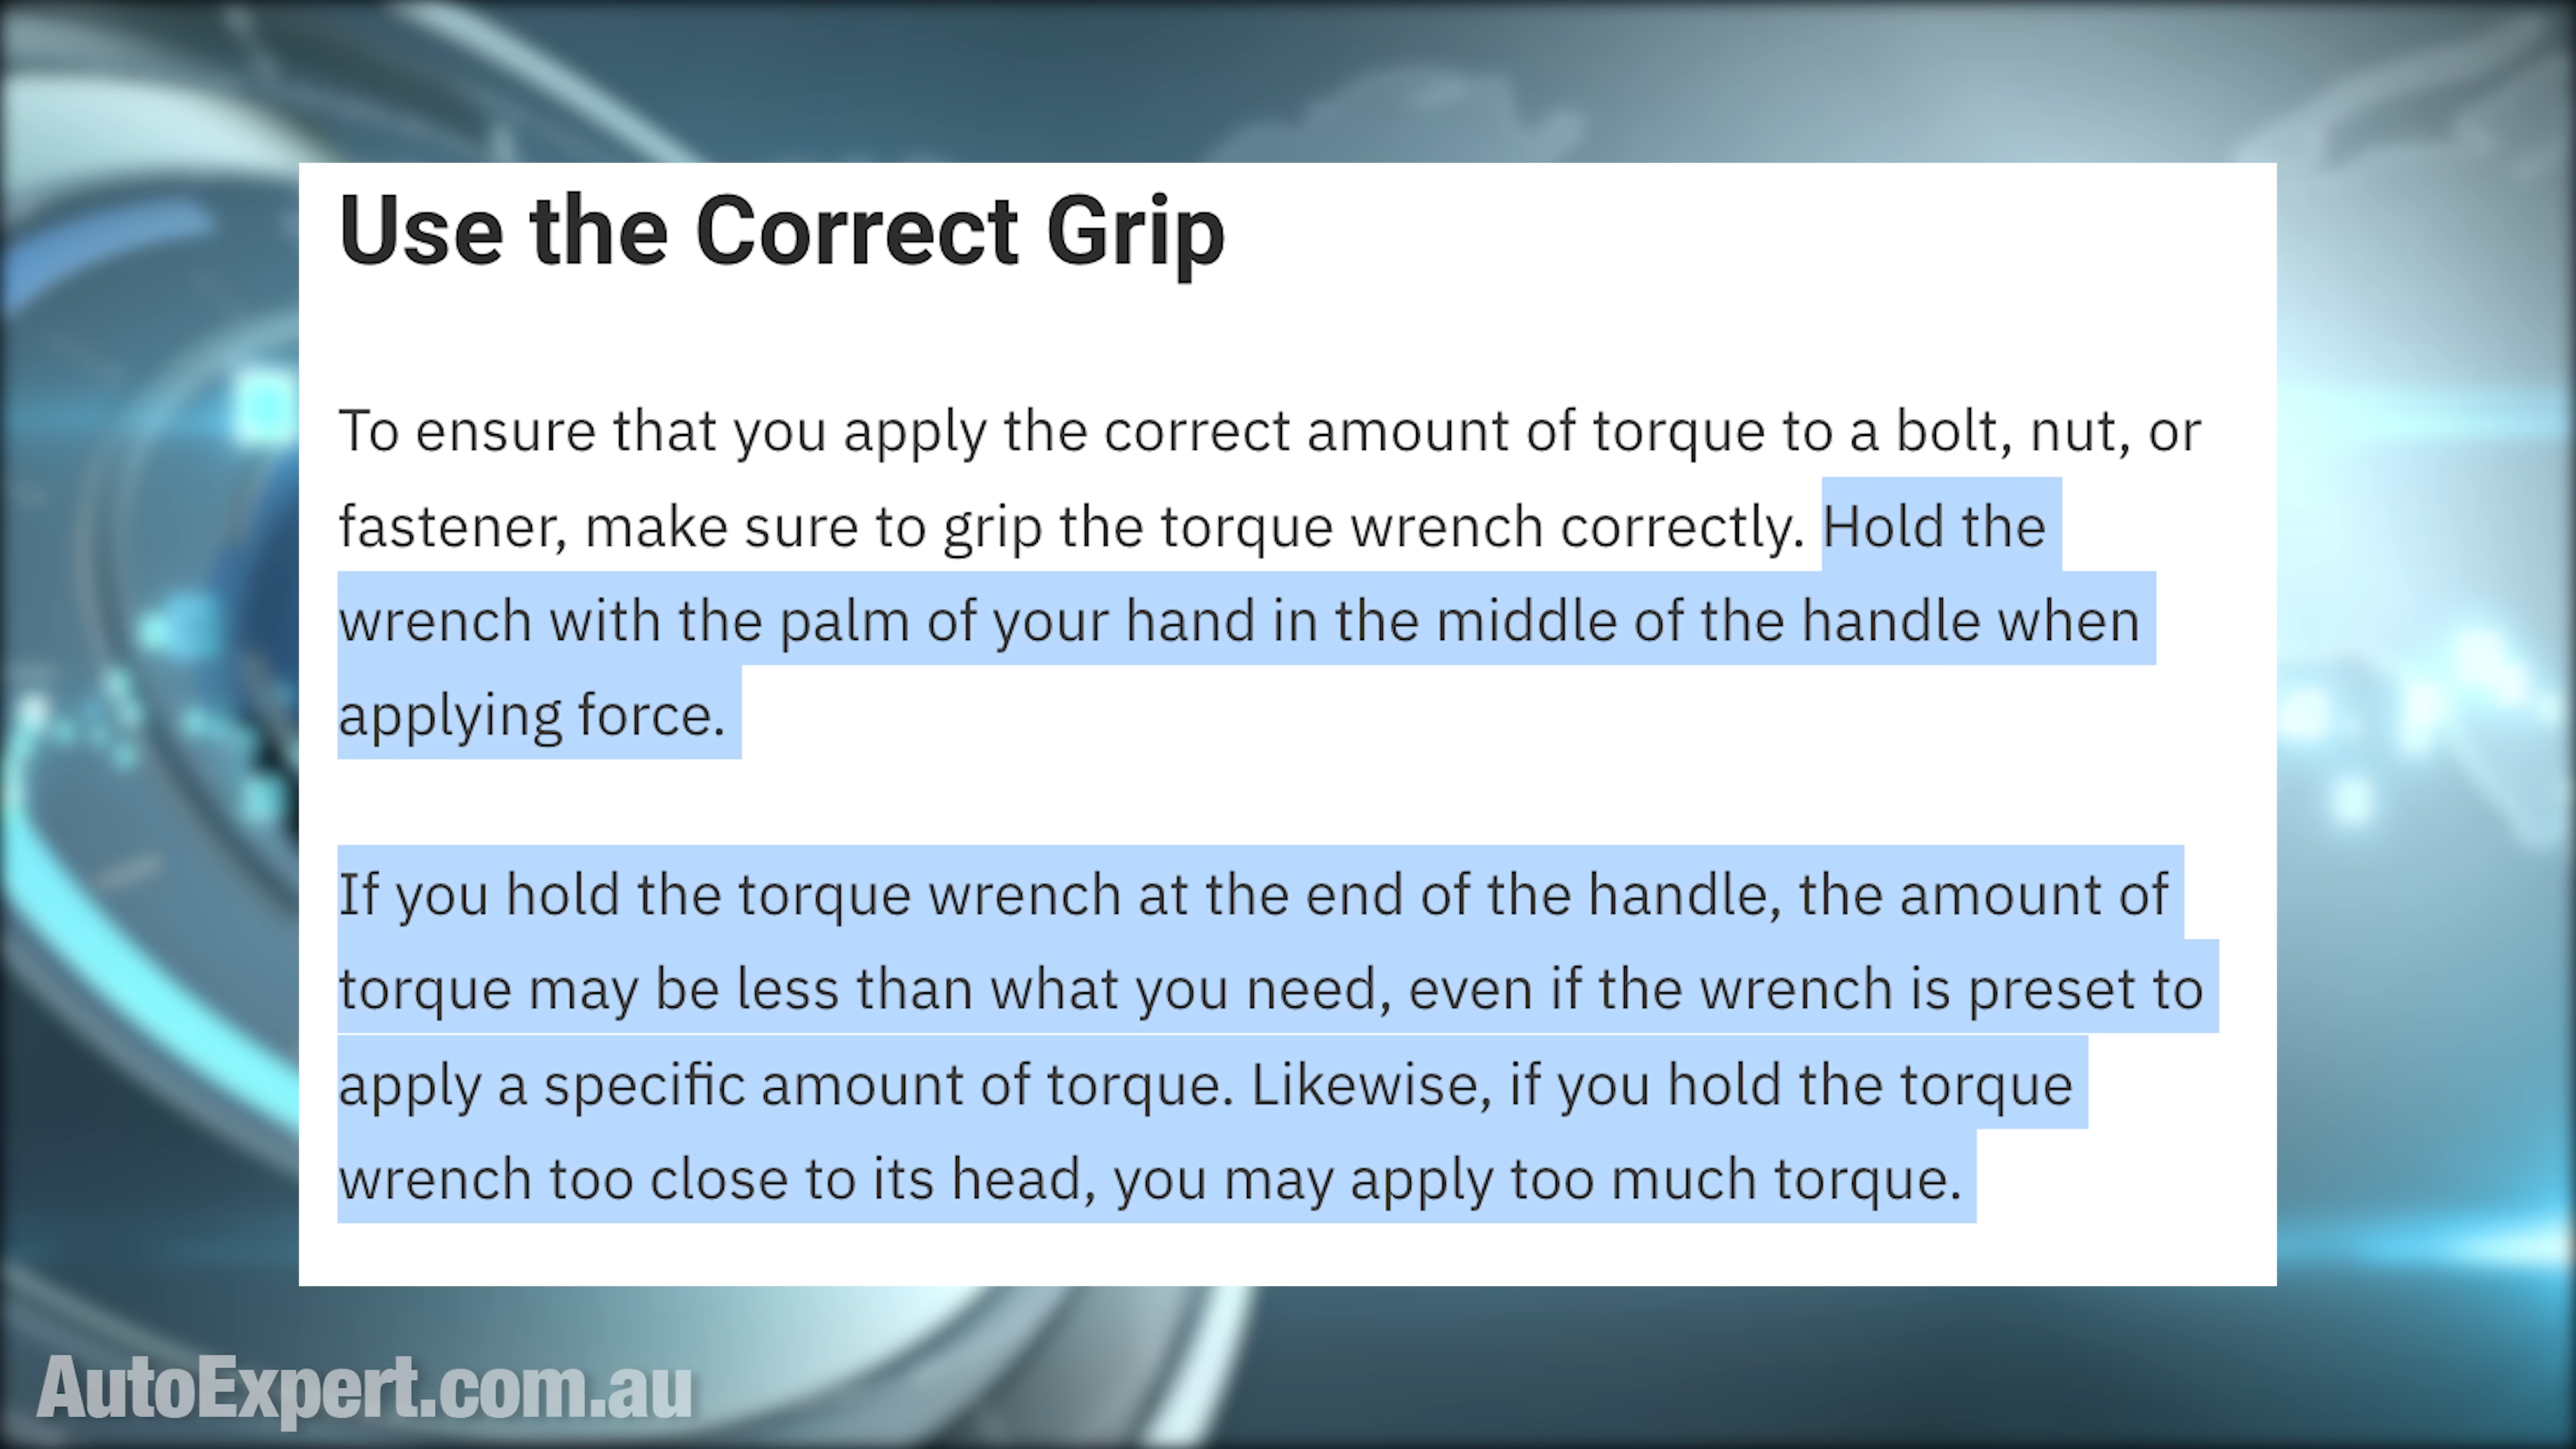 Use the Correct Grip
To ensure that you apply the correct amount of torque to a bolt, nut, or
fastener, make sure to grip the torque wrench correctly. Hold the
wrench with the palm of your hand in the middle of the handle when
applying force.
If you hold the torque wrench at the end of the handle, the amount of
torque may be less than what you need, even if the wrench is preset to
apply a specific amount of torque. Likewise, if you hold the torque
wrench too close to its head, you may apply too much torque.
AutoExpert.com.au